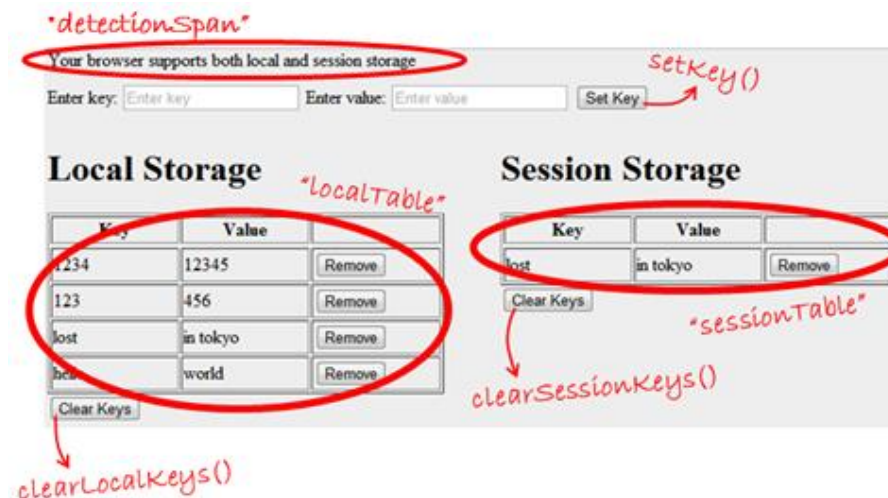 "detectionSpan"
Your browser supports both local and session storage
setKey()
Enter key: Enter key Enter value: Enter value Set Key
Local Storage
"localTable"
Key Value
1234 12345 Remove
123 456 Remove
lost in tokyo Remove
hello world Remove
Clear Keys
clearLocalKeys()
Session Storage
Key Value
lost in tokyo Remove
Clear Keys
"sessionTable"
clearSessionKeys()